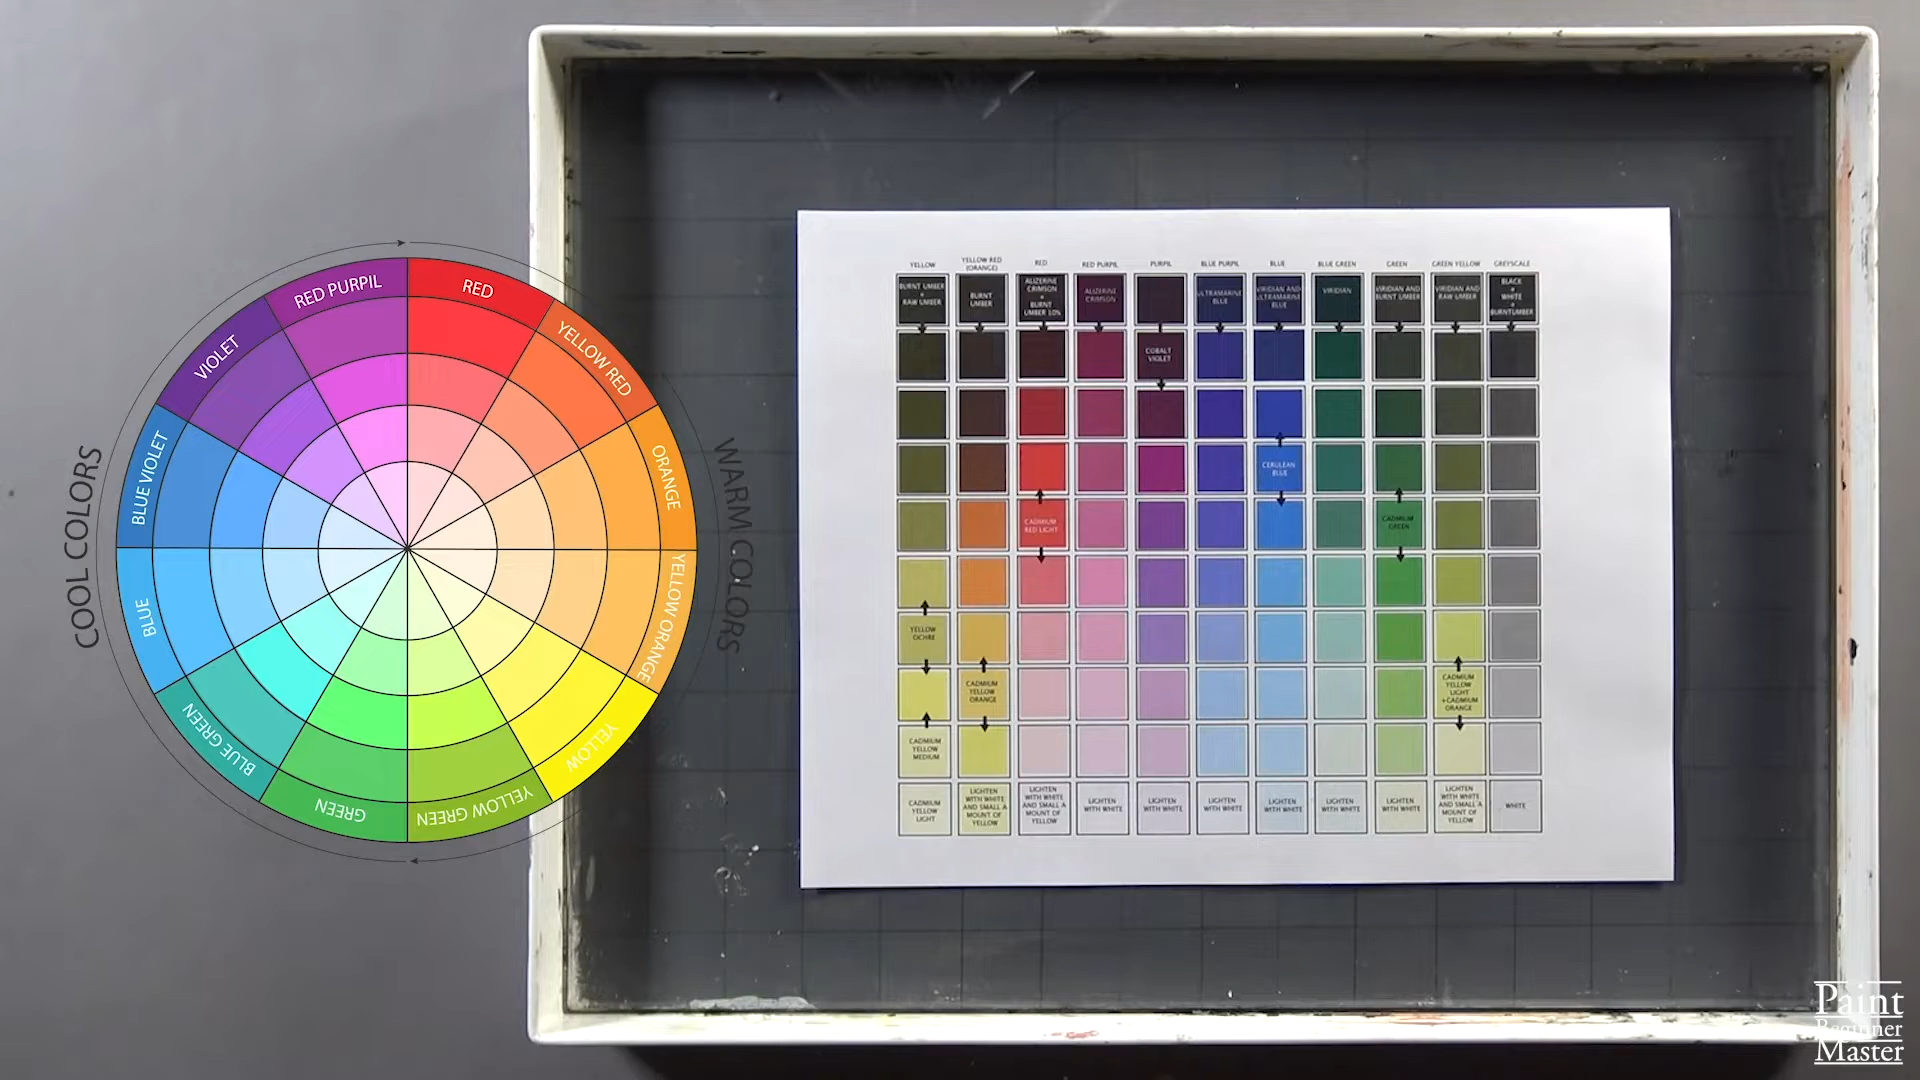 COOL COLORS
WARM COLORS
RED PURPIL
RED
YELLOW RED
ORANGE
YELLOW ORANGE
YELLOW
YELLOW GREEN
GREEN
BLUE GREEN
BLUE
BLUE VIOLET
VIOLET
YELLOW
YELLOW RED
(ORANGE)
RED
RED PURPIL
PURPIL
BLUE PURPIL
BLUE
BLUE GREEN
GREEN
GREEN YELLOW
GREYSCALE
BURNT UMBER
+
RAW UMBER
BURNT
UMBER
ALIZERINE
CRIMSON
+
BURNT
UMBER 10%
ALIZERINE
CRIMSON
ULTRAMARINE
BLUE
VIRIDIAN AND
ULTRAMARINE
BLUE
VIRIDIAN
VIRIDIAN AND
BURNT UMBER
VIRIDIAN AND
RAW UMBER
BLACK
+
WHITE
+
BURNTUMBER
COBALT
VIOLET
CERULEAN
BLUE
CADMIUM
RED LIGHT
CADMIUM
GREEN
YELLOW
OCHRE
CADMIUM
YELLOW
ORANGE
CADMIUM
YELLOW
LIGHT
+CADMIUM
ORANGE
CADMIUM
YELLOW
MEDIUM
CADMIUM
YELLOW
LIGHT
LIGHTEN
WITH WHITE
AND SMALL A
MOUNT OF
YELLOW
LIGHTEN
WITH WHITE
AND SMALL A
MOUNT OF
YELLOW
LIGHTEN
WITH WHITE
LIGHTEN
WITH WHITE
LIGHTEN
WITH WHITE
LIGHTEN
WITH WHITE
LIGHTEN
WITH WHITE
LIGHTEN
WITH WHITE
LIGHTEN
WITH WHITE
AND SMALL A
MOUNT OF
YELLOW
WHITE
Paint
Beginner
Master